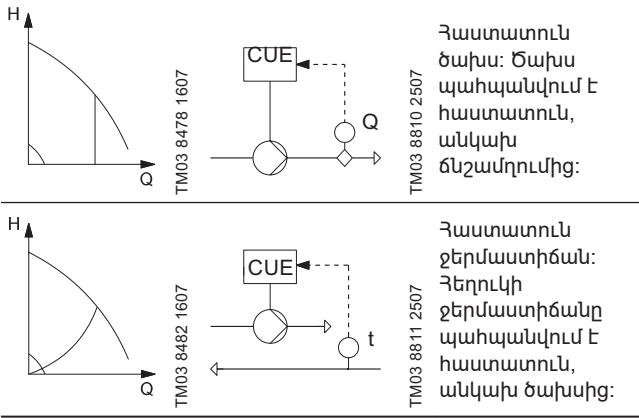 H
Q
TM03 8478 1607
CUE
Q
TM03 8810 2507
Հաստատուն
ծախս: Ծախս
պահպանվում է
հաստատուն,
անկախ
ճնշամղումից:
H
Q
TM03 8482 1607
CUE
t
TM03 8811 2507
Հաստատուն
ջերմաստիճան:
Հեղուկի
ջերմաստիճանը
պահպանվում է
հաստատուն,
անկախ ծախսից: